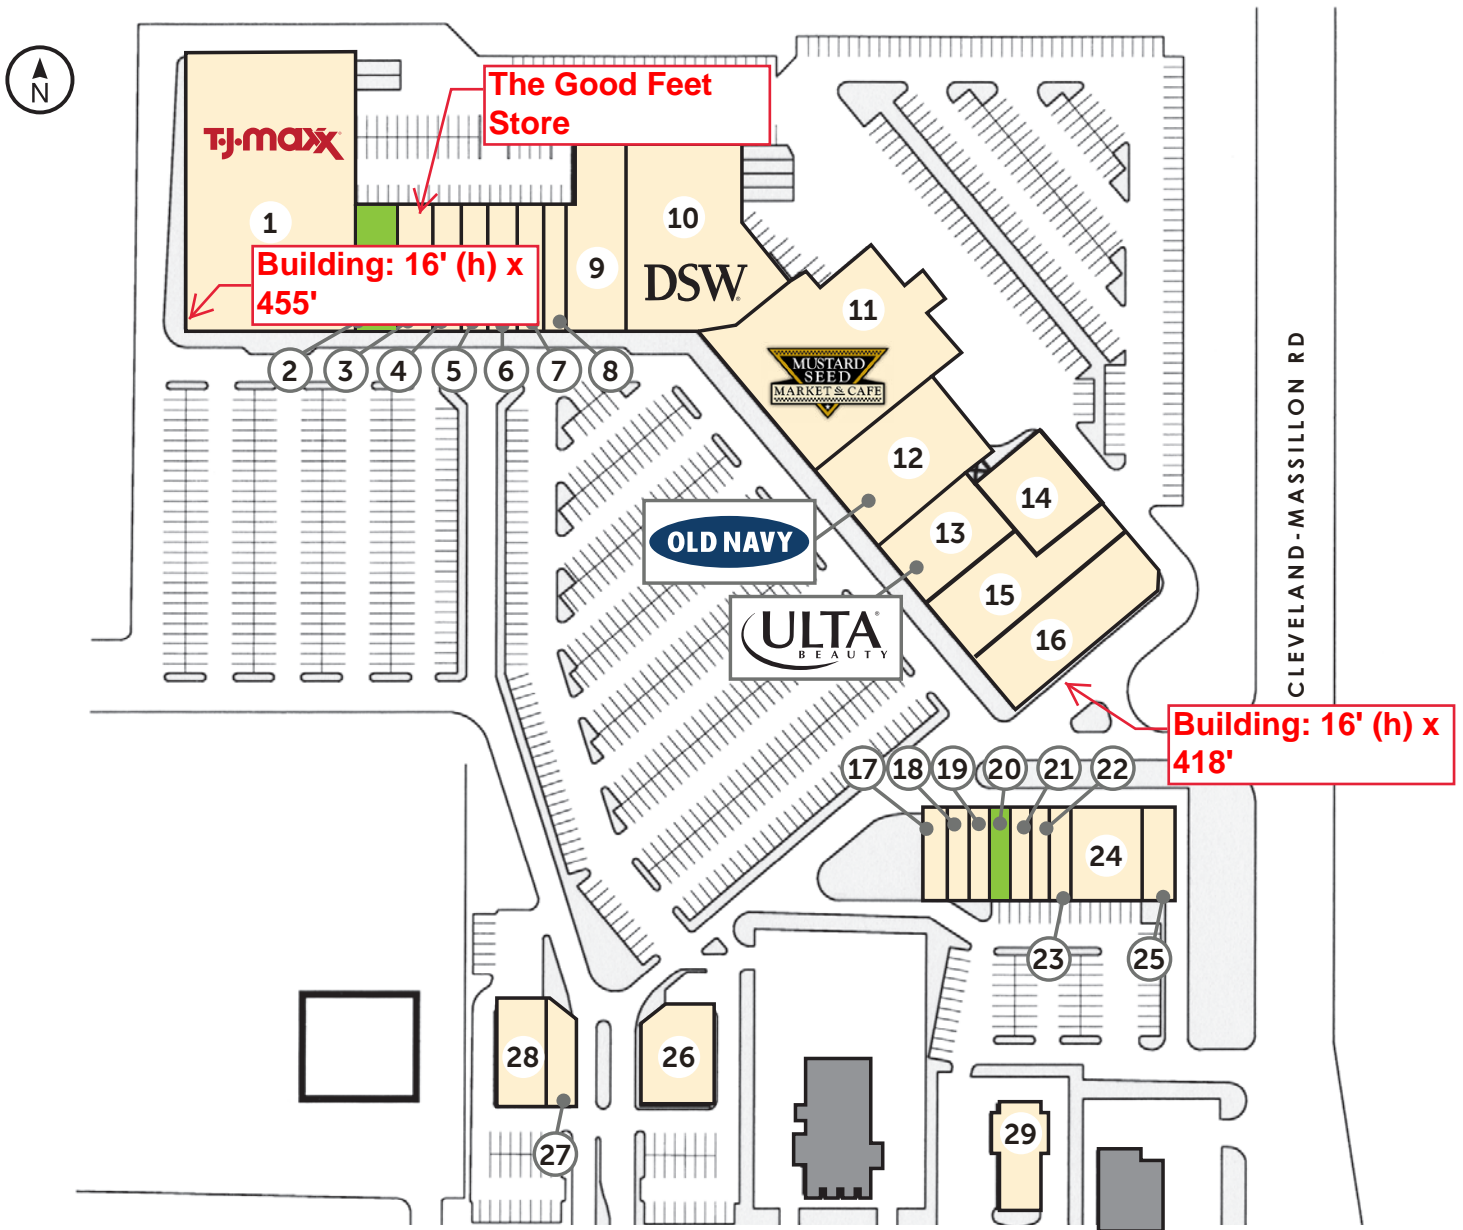 N
T.J.maxx
The Good Feet
Store
1
10
Building: 16' (h) x
455'
9
DSW
11
2
3
4
5
6
7
8
MUSTARD
SEED
MARKET & CAFE
12
14
OLD NAVY
13
ULTA
BEAUTY
15
16
CLEVELAND-MASSILLON RD
Building: 16' (h) x
418'
17
18
19
20
21
22
24
23
25
28
26
27
29